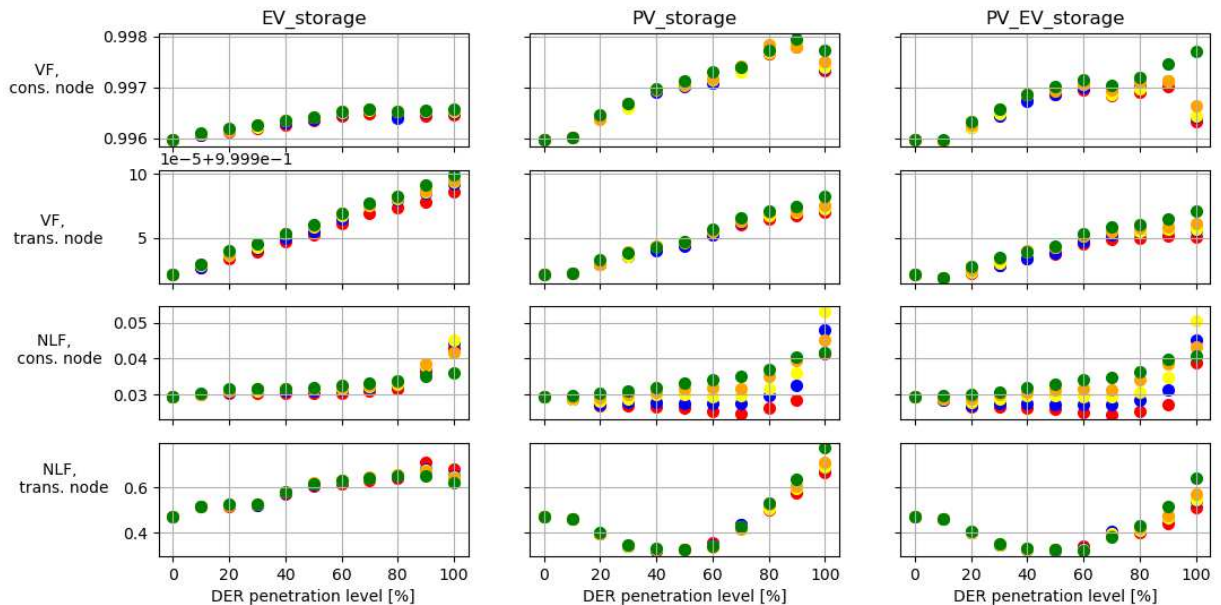 EV_storage PV_storage PV_EV_storage
0.998
VF,
cons. node
0.997
0.996
1e-5+9.999e-1
10
VF,
trans. node
5
0.05
NLF,
cons. node
0.04
0.03
NLF,
trans. node
0.6
0.4
0 20 40 60 80 100 0 20 40 60 80 100 0 20 40 60 80 100
DER penetration level [%] DER penetration level [%] DER penetration level [%]